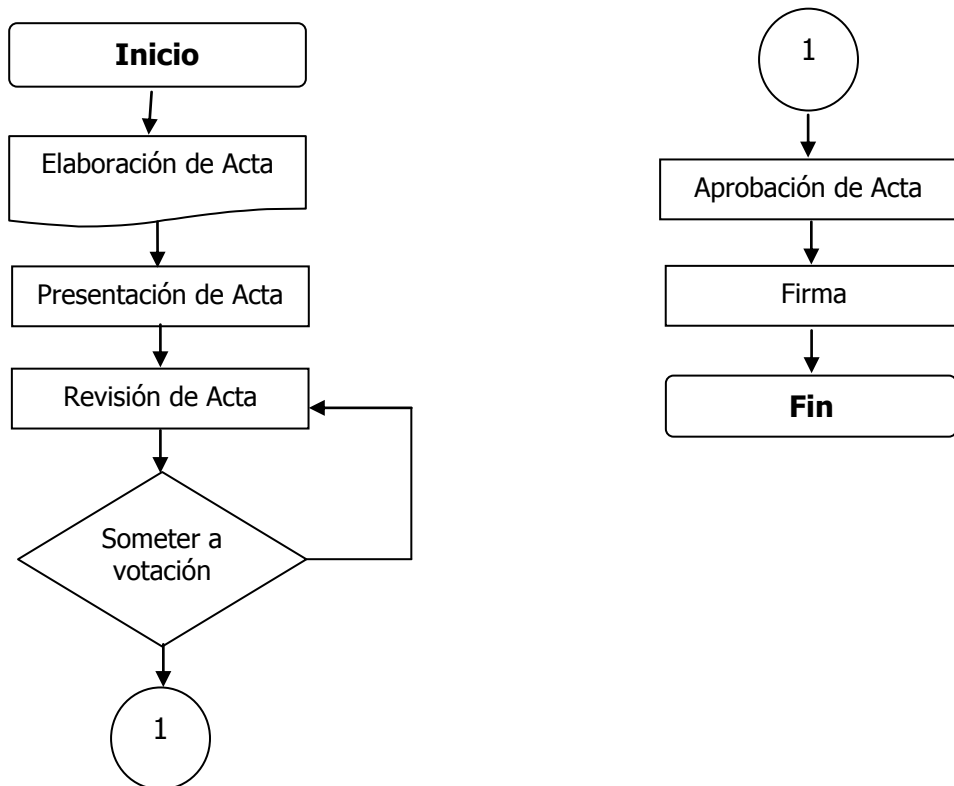 Inicio
Elaboración de Acta
Presentación de Acta
Revisión de Acta
Someter a
votación
1
1
Aprobación de Acta
Firma
Fin